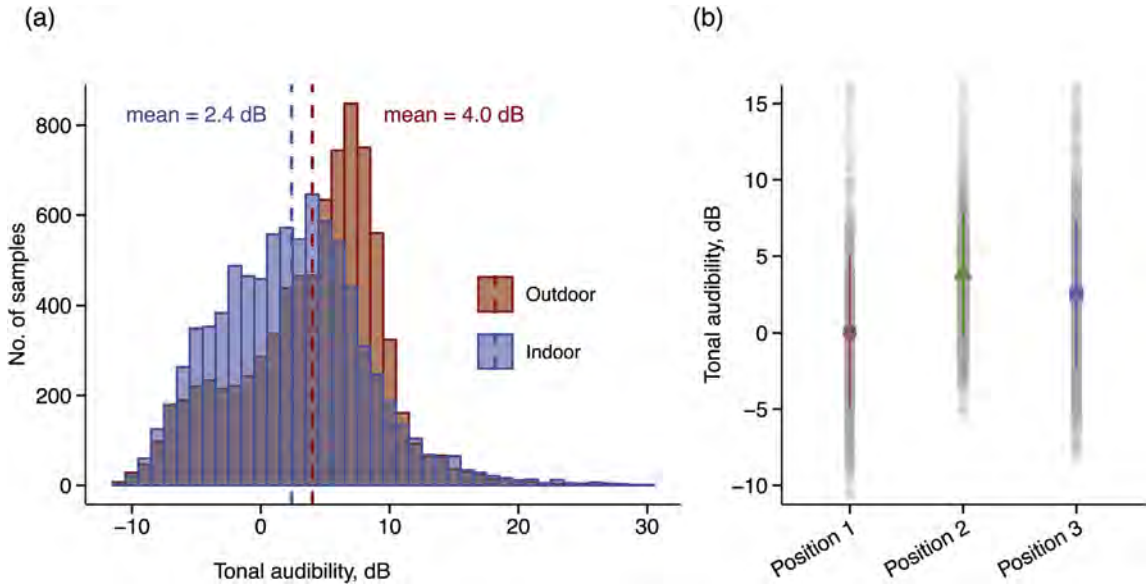 (a)
mean = 2.4 dB
mean = 4.0 dB
No. of samples
800
600
400
200
0
Outdoor
Indoor
−10
0
10
20
30
Tonal audibility, dB
(b)
Tonal audibility, dB
15
10
5
0
−5
−10
Position 1
Position 2
Position 3